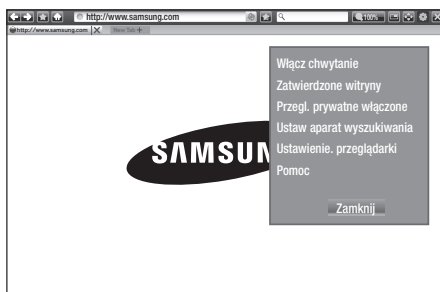 http://www.samsung.com
100%
http://www.samsung.com
New Tab
Włącz chwytanie
Zatwierdzone witryny
Przegl. prywatne włączone
Ustaw aparat wyszukiwania
Ustawienie. przeglądarki
Pomoc
Zamknij
SAMSUN